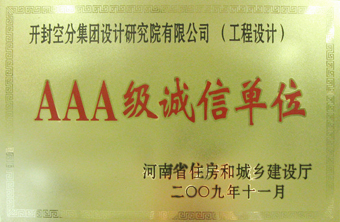 开封空分集团设计研究院有限公司（工程设计）
AAA级诚信单位
河南省住房和城乡建设厅
二〇〇九年十一月